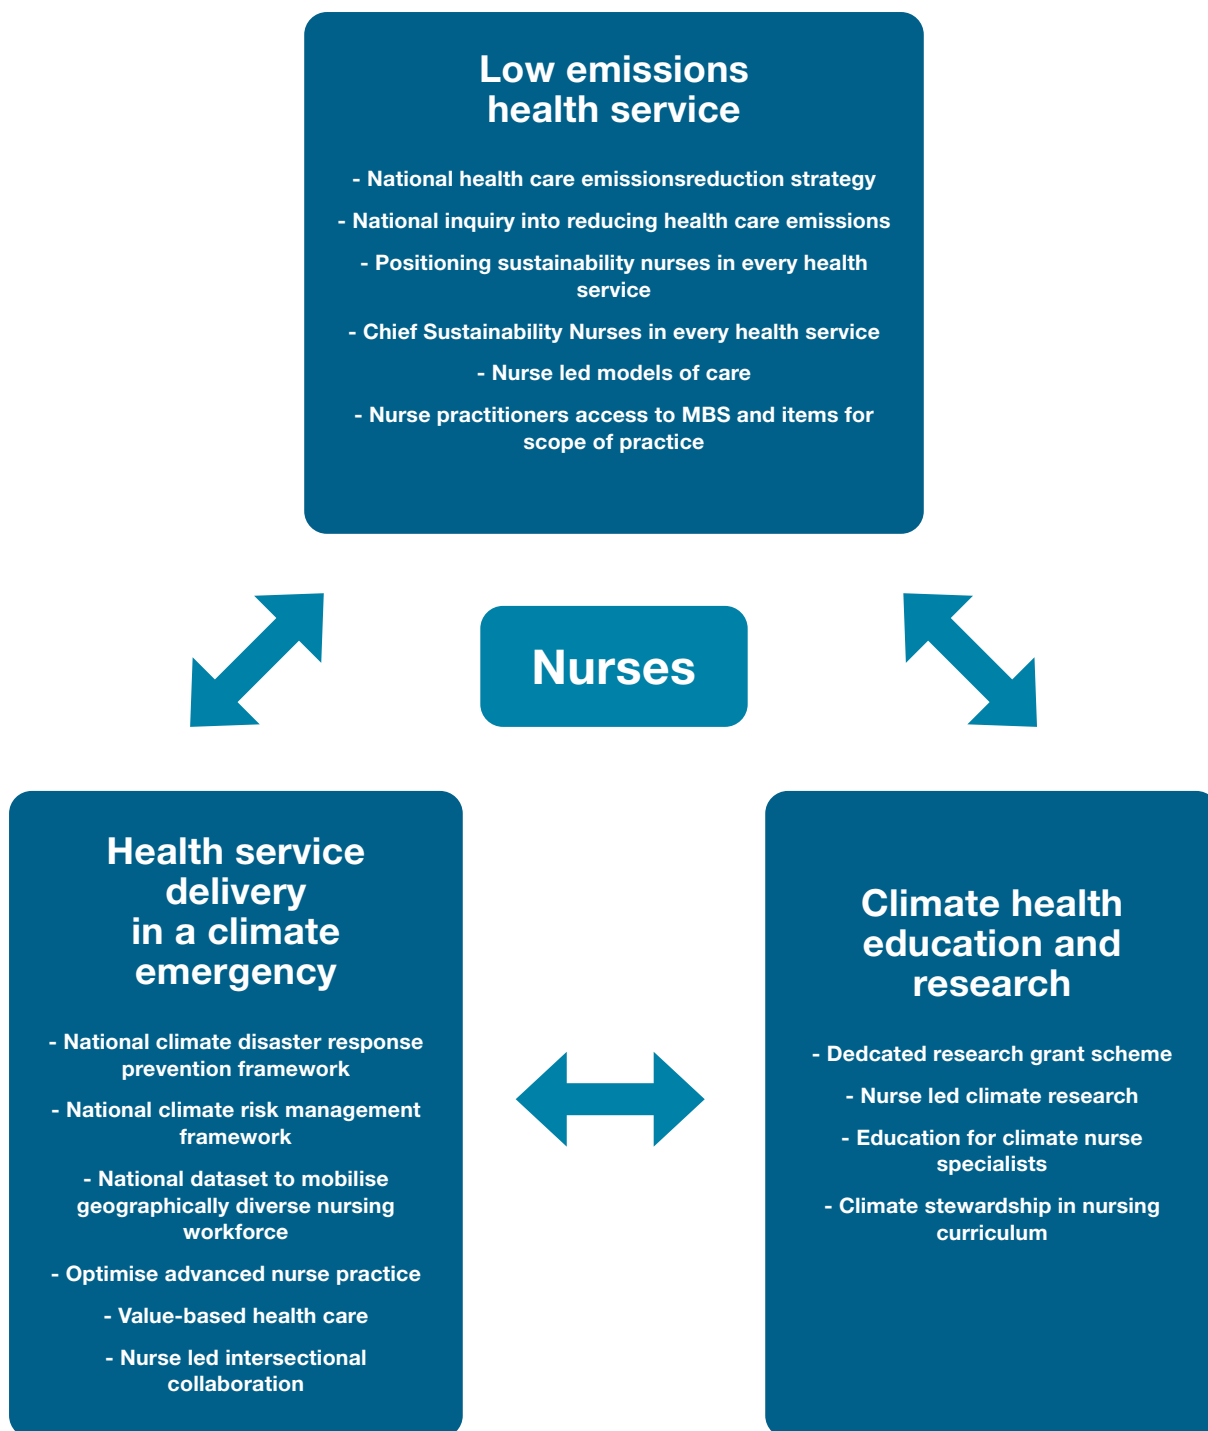 Low emissions
health service
- National health care emissionsreduction strategy
- National inquiry into reducing health care emissions
- Positioning sustainability nurses in every health
service
- Chief Sustainability Nurses in every health service
- Nurse led models of care
- Nurse practitioners access to MBS and items for
scope of practice
Nurses
Health service
delivery
in a climate
emergency
- National climate disaster response
prevention framework
- National climate risk management
framework
- National dataset to mobilise
geographically diverse nursing
workforce
- Optimise advanced nurse practice
- Value-based health care
- Nurse led intersectional
collaboration
Climate health
education and
research
- Dedcated research grant scheme
- Nurse led climate research
- Education for climate nurse
specialists
- Climate stewardship in nursing
curriculum